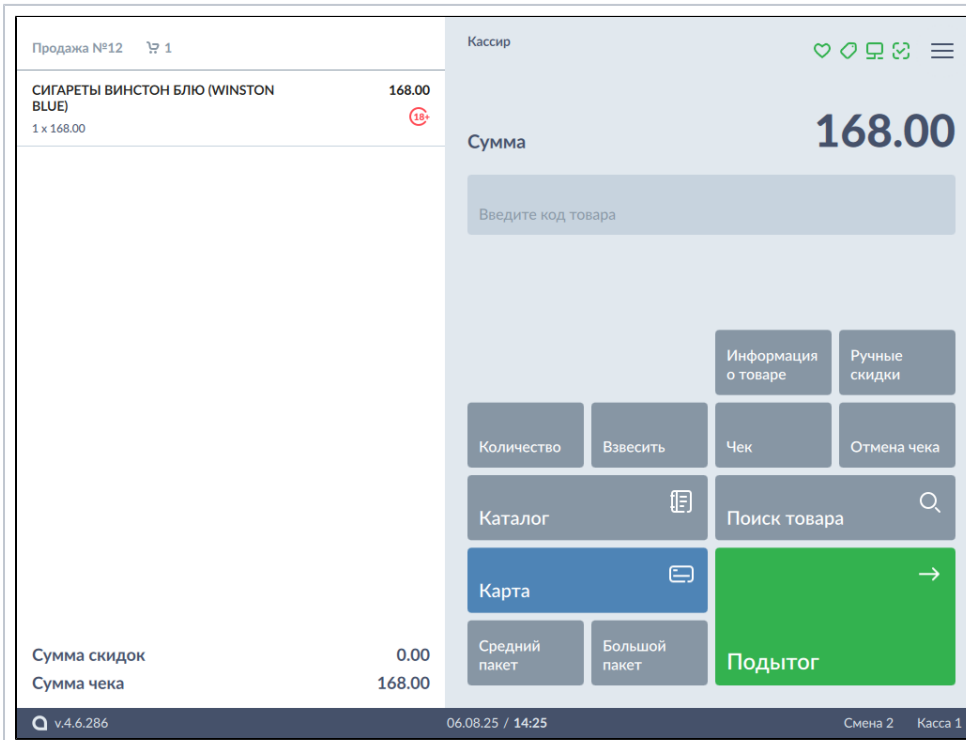 Продажа №12 1
СИГАРЕТЫ ВИНСТОН БЛЮ (WINSTON 168.00
BLUE)
18+
1 x 168.00
Сумма скидок 0.00
Сумма чека 168.00
Кассир
Сумма 168.00
Введите код товара
Информация
о товаре
Ручные
скидки
Количество
Взвесить
Чек
Отмена чека
Каталог
Поиск товара
Карта
Средний
пакет
Большой
пакет
Подытог
v.4.6.286 06.08.25 / 14:25 Смена 2 Касса 1